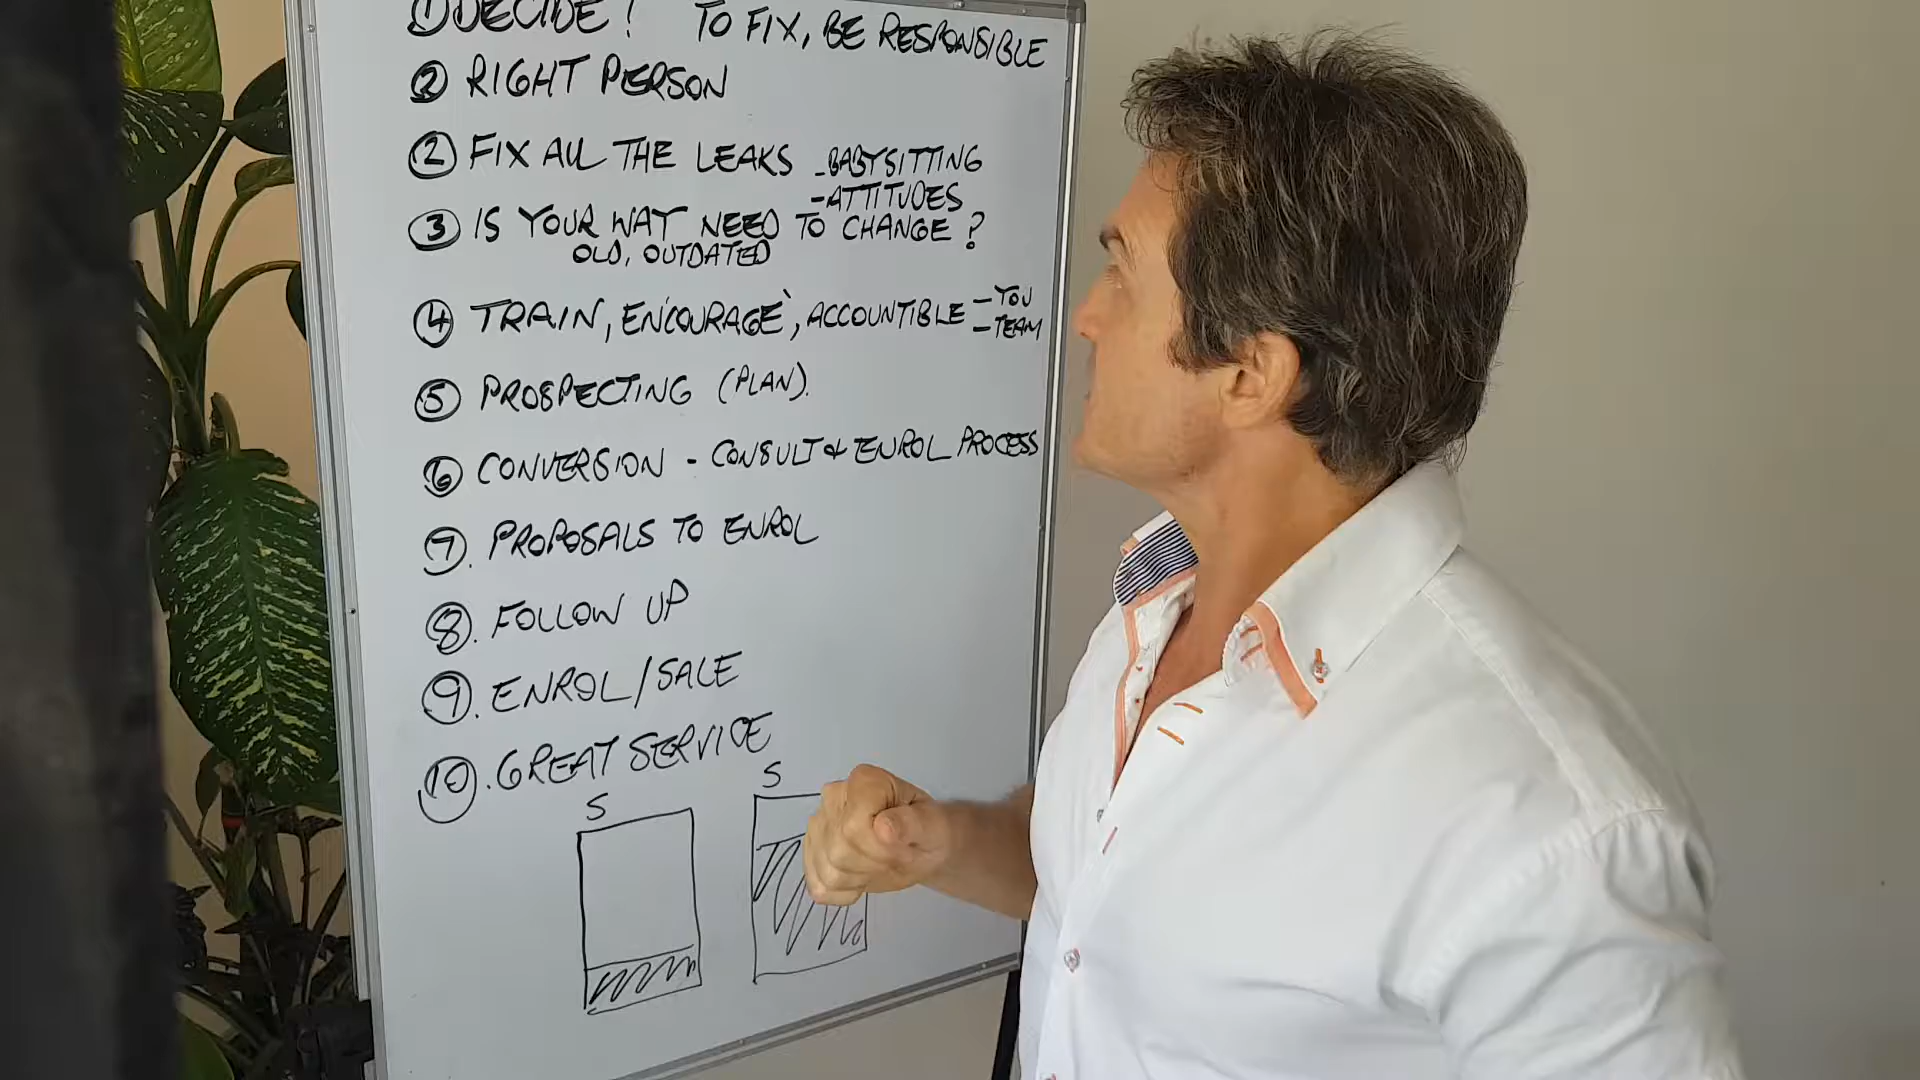 ① DECIDE! TO FIX, BE RESPONSIBLE
② RIGHT PERSON
② FIX ALL THE LEAKS - BABYSITTING
- ATTITUDES
③ IS YOUR WAY NEED TO CHANGE?
OLD, OUTDATED
④ TRAIN, ENCOURAGE, ACCOUNTIBLE - YOU
- TEAM
⑤ PROSPECTING (PLAN).
⑥ CONVERSION - CONSULT & ENROL PROCESS
⑦. PROPOSALS TO ENROL
⑧. FOLLOW UP
⑨. ENROL/SALE
⑩. GREAT SERVICE
S S